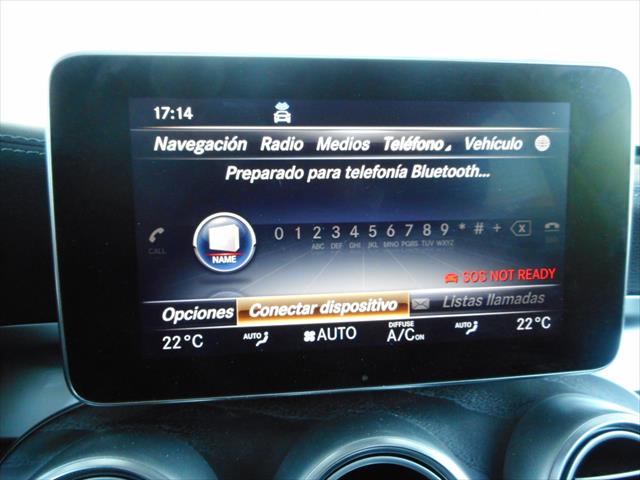 17:14
Navegación Radio Medios Teléfono Vehículo
Preparado para telefonía Bluetooth...
CALL NAME 0 1 2 3 4 5 6 7 8 9 * # +
ABC DEF GHI JKL MNO PQRS TUV WXYZ
SOS NOT READY
Opciones Conectar dispositivo Listas llamadas
22°C AUTO AUTO DIFFUSE A/C ON AUTO 22°C